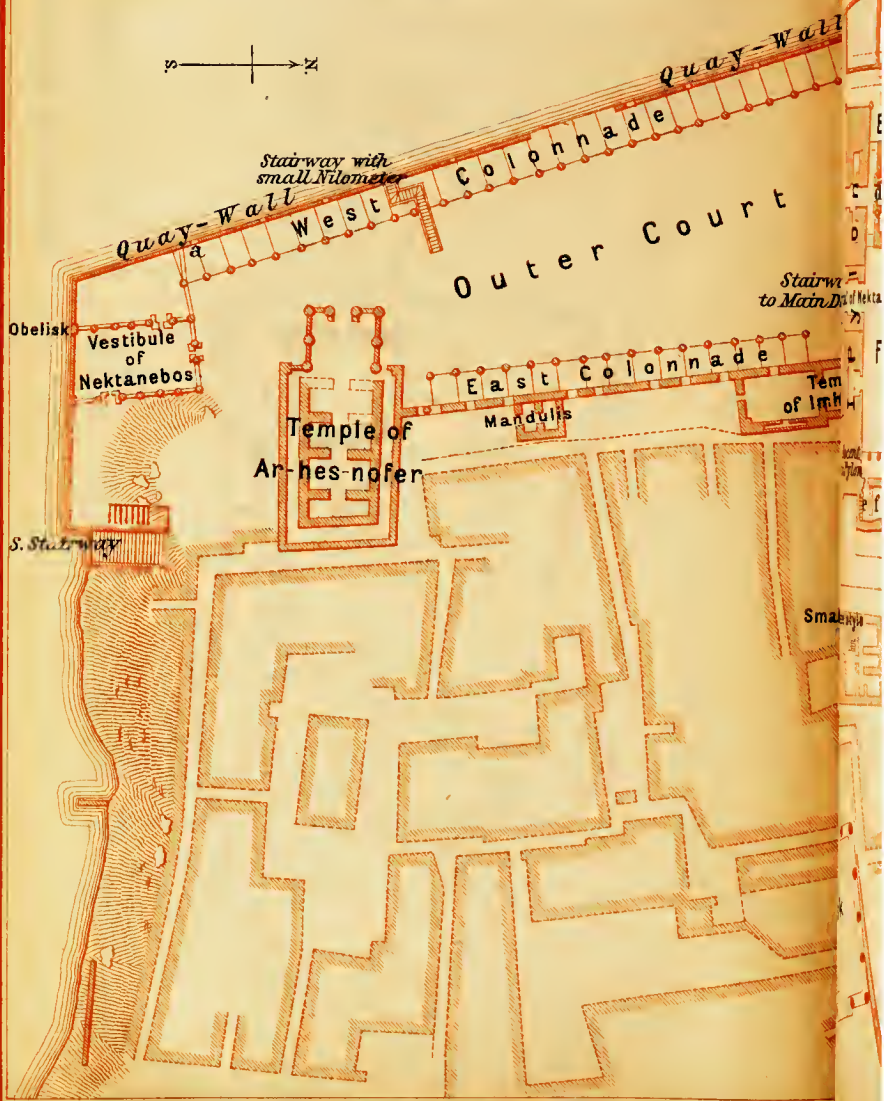 S.
N.
Quay-Wall
Stairway with
small Nilometer
Colonnade
West
Quay-Wall
a
Outer Court
Stairw
to Main D
Obelisk
Vestibule
of
Nektanebos
East Colonnade
Tem
of Imh
Mandulis
Temple of
Ar-hes-nofer
S. Stairway
Smal
E
F
e f